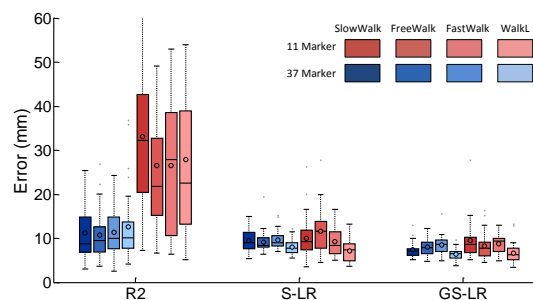 SlowWalk FreeWalk FastWalk WalkL
11 Marker
37 Marker
60
50
40
30
20
10
0
Error (mm)
R2 S-LR GS-LR